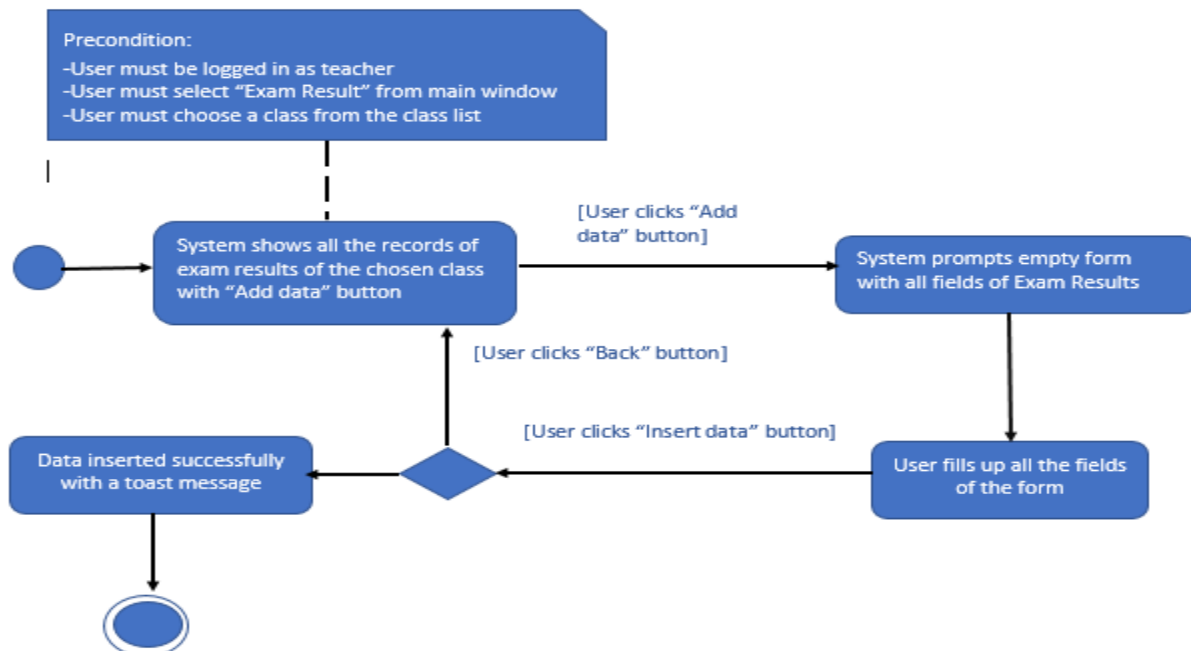 Precondition:
-User must be logged in as teacher
-User must select “Exam Result” from main window
-User must choose a class from the class list
[User clicks “Add
data” button]
System shows all the records of
exam results of the chosen class
with “Add data” button
System prompts empty form
with all fields of Exam Results
[User clicks “Back” button]
[User clicks “Insert data” button]
Data inserted successfully
with a toast message
User fills up all the fields
of the form